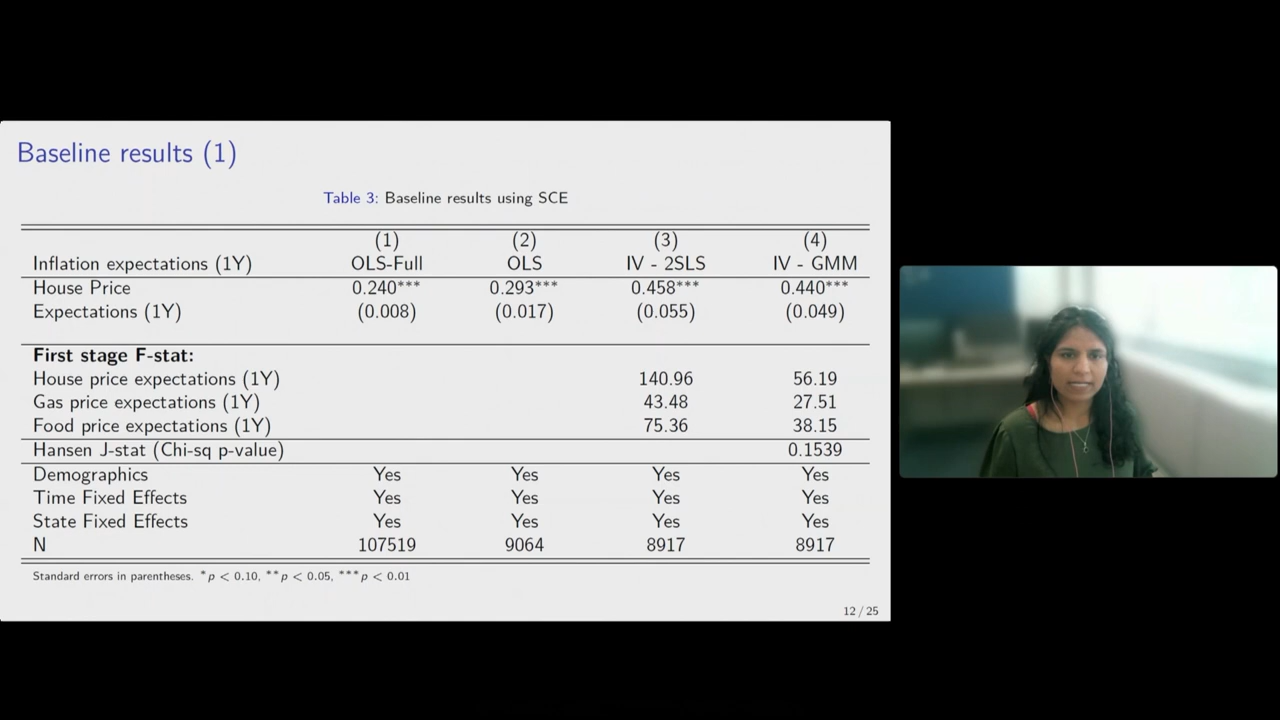 Baseline results (1)
Table 3: Baseline results using SCE
(1) (2) (3) (4)
Inflation expectations (1Y) OLS-Full OLS IV - 2SLS IV - GMM
House Price 0.240*** 0.293*** 0.458*** 0.440***
Expectations (1Y) (0.008) (0.017) (0.055) (0.049)
First stage F-stat:
House price expectations (1Y) 140.96 56.19
Gas price expectations (1Y) 43.48 27.51
Food price expectations (1Y) 75.36 38.15
Hansen J-stat (Chi-sq p-value) 0.1539
Demographics Yes Yes Yes Yes
Time Fixed Effects Yes Yes Yes Yes
State Fixed Effects Yes Yes Yes Yes
N 107519 9064 8917 8917
Standard errors in parentheses. * p < 0.10, ** p < 0.05, *** p < 0.01
12 / 25